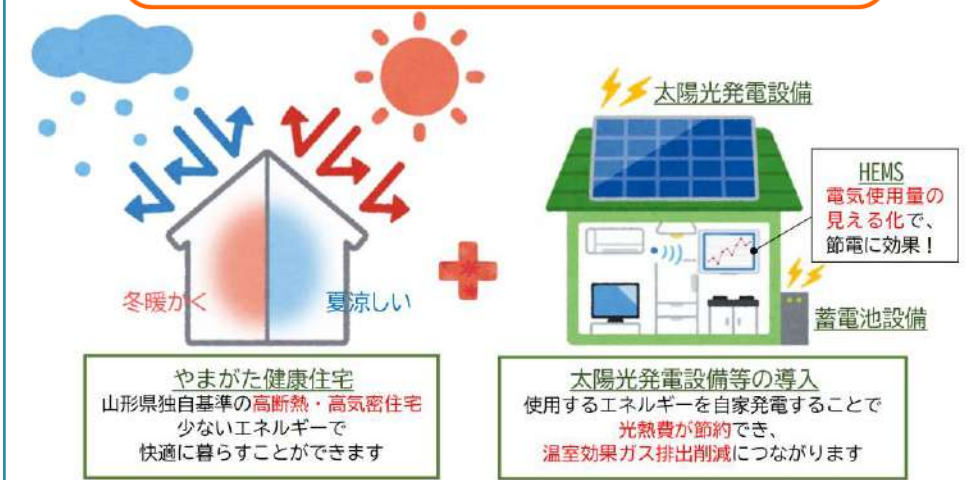 太陽光発電設備
HEMS
電気使用量の
見える化で、
節電に効果！
冬暖かく
夏涼しい
蓄電池設備
やまがた健康住宅
山形県独自基準の高断熱・高気密住宅
少ないエネルギーで
快適に暮らすことができます
太陽光発電設備等の導入
使用するエネルギーを自家発電することで
光熱費が節約でき、
温室効果ガス排出削減につながります